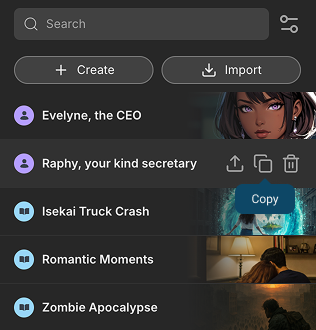 Search
Create
Import
Evelyne, the CEO
Raphy, your kind secretary
Copy
Isekai Truck Crash
Romantic Moments
Zombie Apocalypse